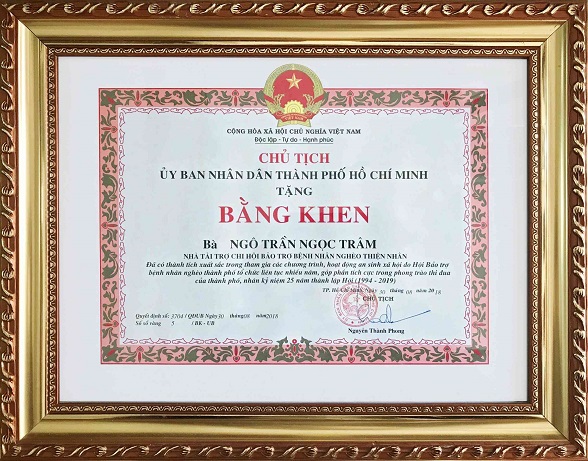 VIỆT NAM
CỘNG HÒA XÃ HỘI CHỦ NGHĨA VIỆT NAM
Độc lập - Tự do - Hạnh phúc
CHỦ TỊCH
ỦY BAN NHÂN DÂN THÀNH PHỐ HỒ CHÍ MINH
TẶNG
BẰNG KHEN
Bà NGÔ TRẦN NGỌC TRÂM
NHÀ TÀI TRỢ CHI HỘI BẢO TRỢ BỆNH NHÂN NGHÈO THIỆN NHÂN
Đã có thành tích xuất sắc trong tham gia các chương trình, hoạt động an sinh xã hội do Hội Bảo trợ
bệnh nhân nghèo thành phố tổ chức liên tục nhiều năm, góp phần tích cực trong phong trào thi đua
của thành phố, nhân kỷ niệm 25 năm thành lập Hội (1994 - 2019)
TP. Hồ Chí Minh, Ngày 30 tháng 08 năm 2018
CHỦ TỊCH
Quyết định số: 3704 / QĐUB Ngày 30 tháng 08 năm 2018
Số sổ vàng 5 / BK - UB
Nguyễn Thành Phong